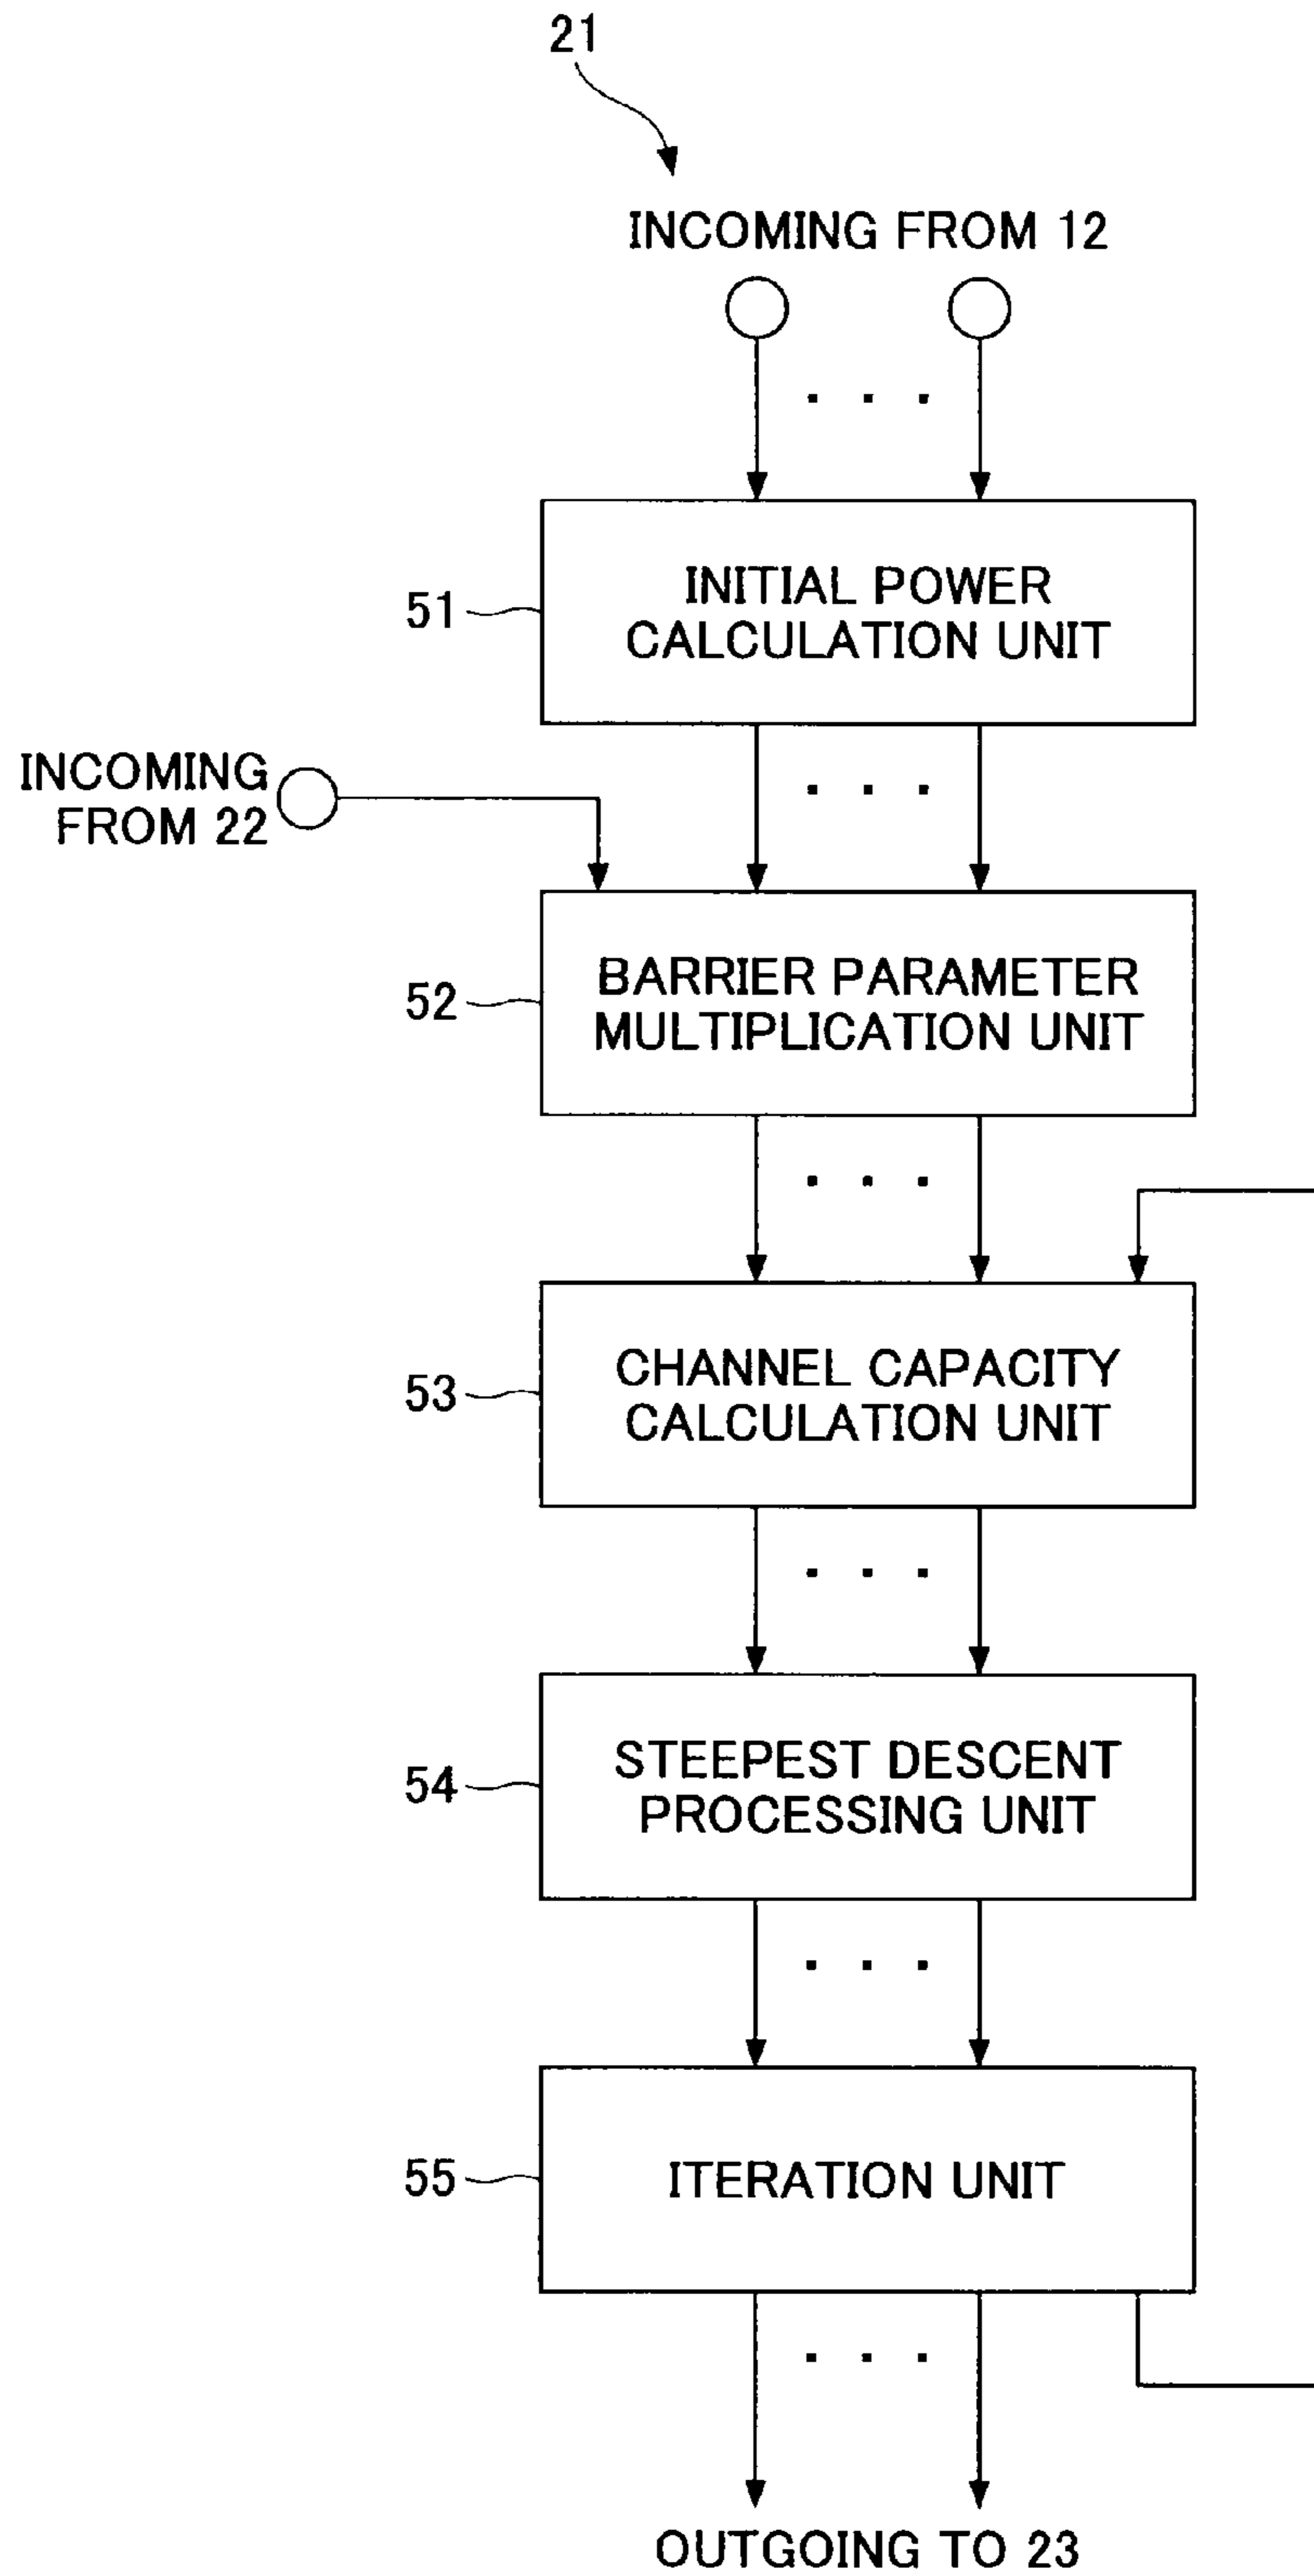 21
INCOMING FROM 12
INITIAL POWER
51
CALCULATION UNIT
INCOMING
FROM 22
BARRIER PARAMETER
52
MULTIPLICATION UNIT
CHANNEL CAPACITY
53
CALCULATION UNIT
STEEPEST DESCENT
54
PROCESSING UNIT
55
ITERATION UNIT
OUTGOING TO 23